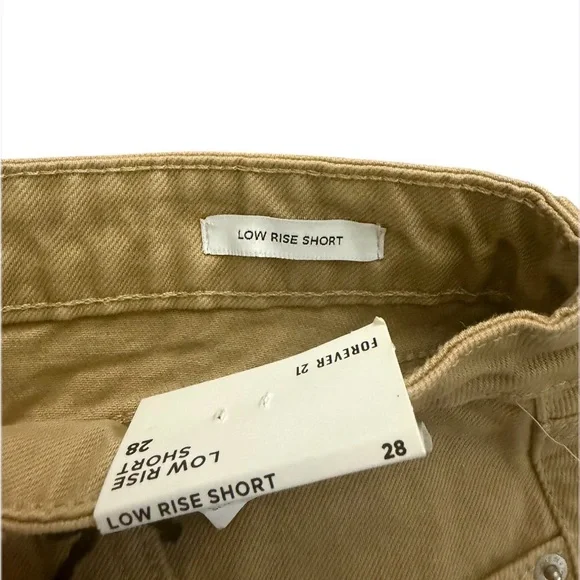 LOW RISE SHORT
FOREVER 21
LOW RISE
SHORT
28
LOW RISE SHORT
28